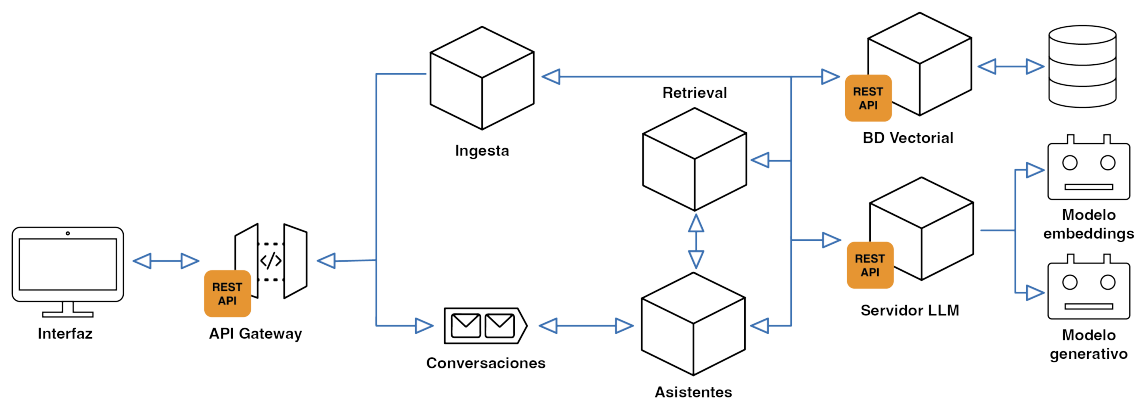 Interfaz
REST
API
API Gateway
</>
Ingesta
Conversaciones
Retrieval
Asistentes
REST
API
BD Vectorial
REST
API
Servidor LLM
Modelo
embeddings
Modelo
generativo